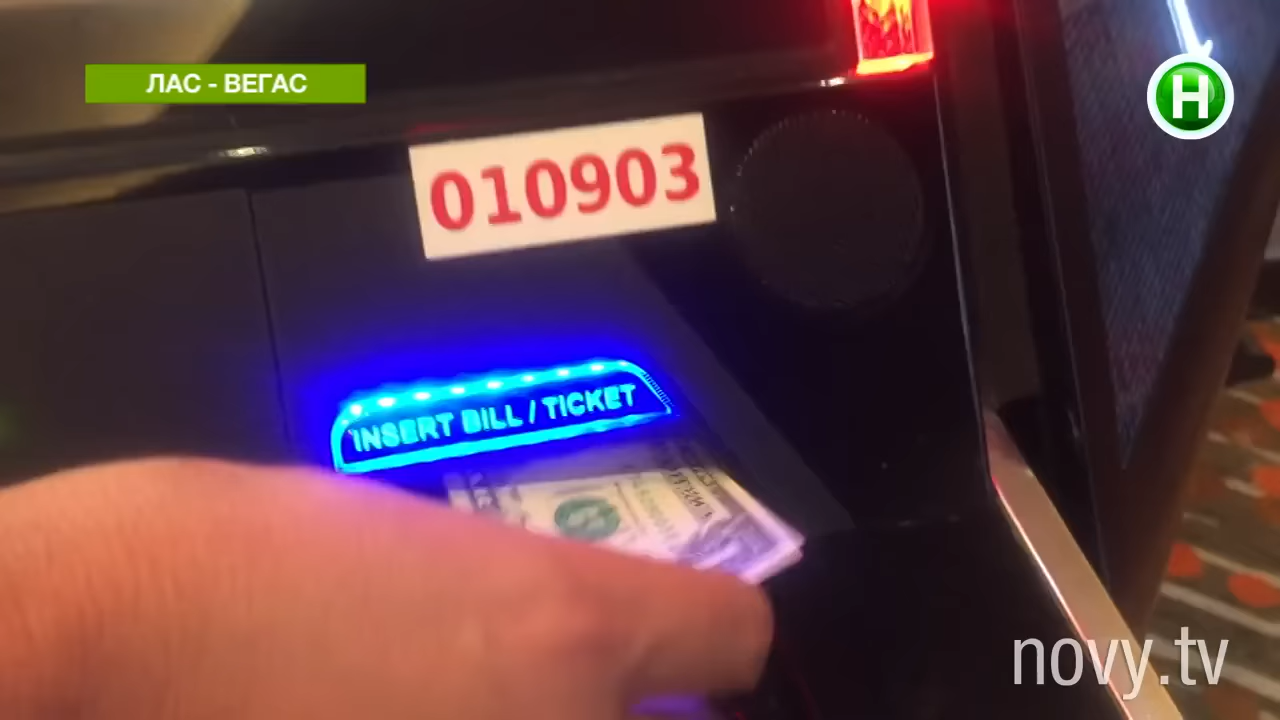 ЛАС - ВЕГАС
Н
010903
INSERT BILL / TICKET
novy.tv